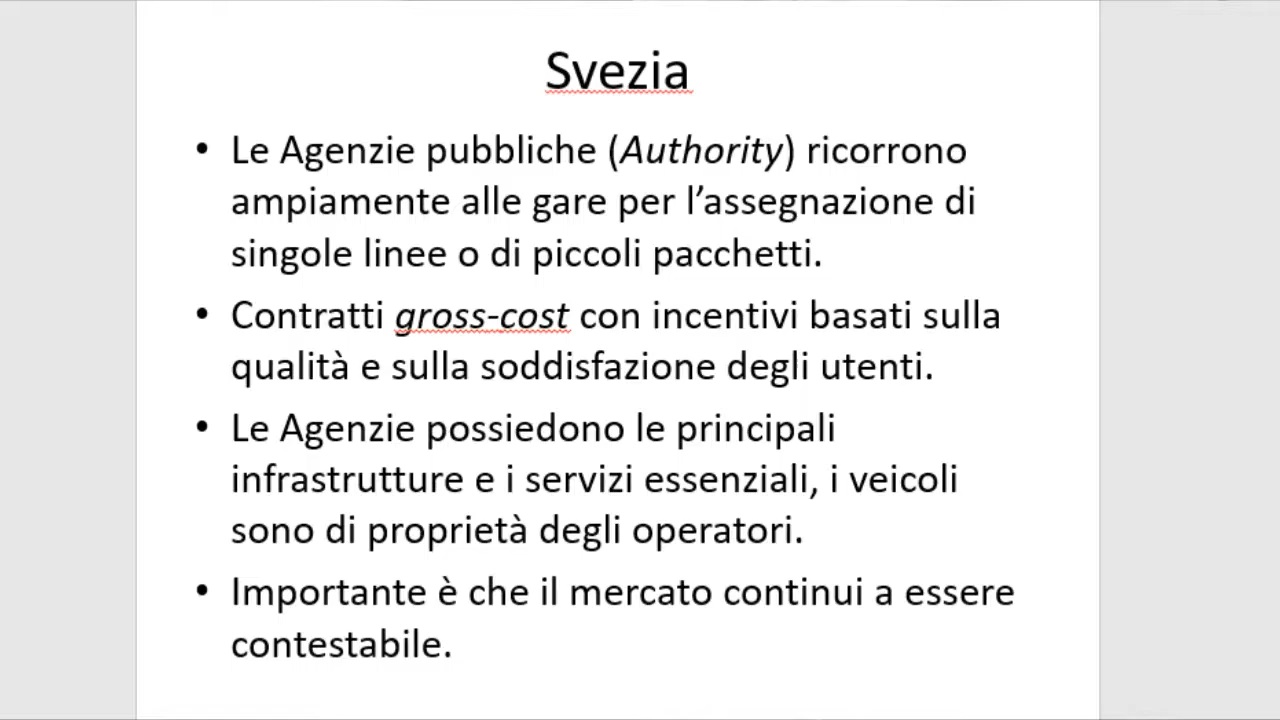 Svezia
• Le Agenzie pubbliche (Authority) ricorrono
ampiamente alle gare per l’assegnazione di
singole linee o di piccoli pacchetti.
• Contratti gross-cost con incentivi basati sulla
qualità e sulla soddisfazione degli utenti.
• Le Agenzie possiedono le principali
infrastrutture e i servizi essenziali, i veicoli
sono di proprietà degli operatori.
• Importante è che il mercato continui a essere
contestabile.